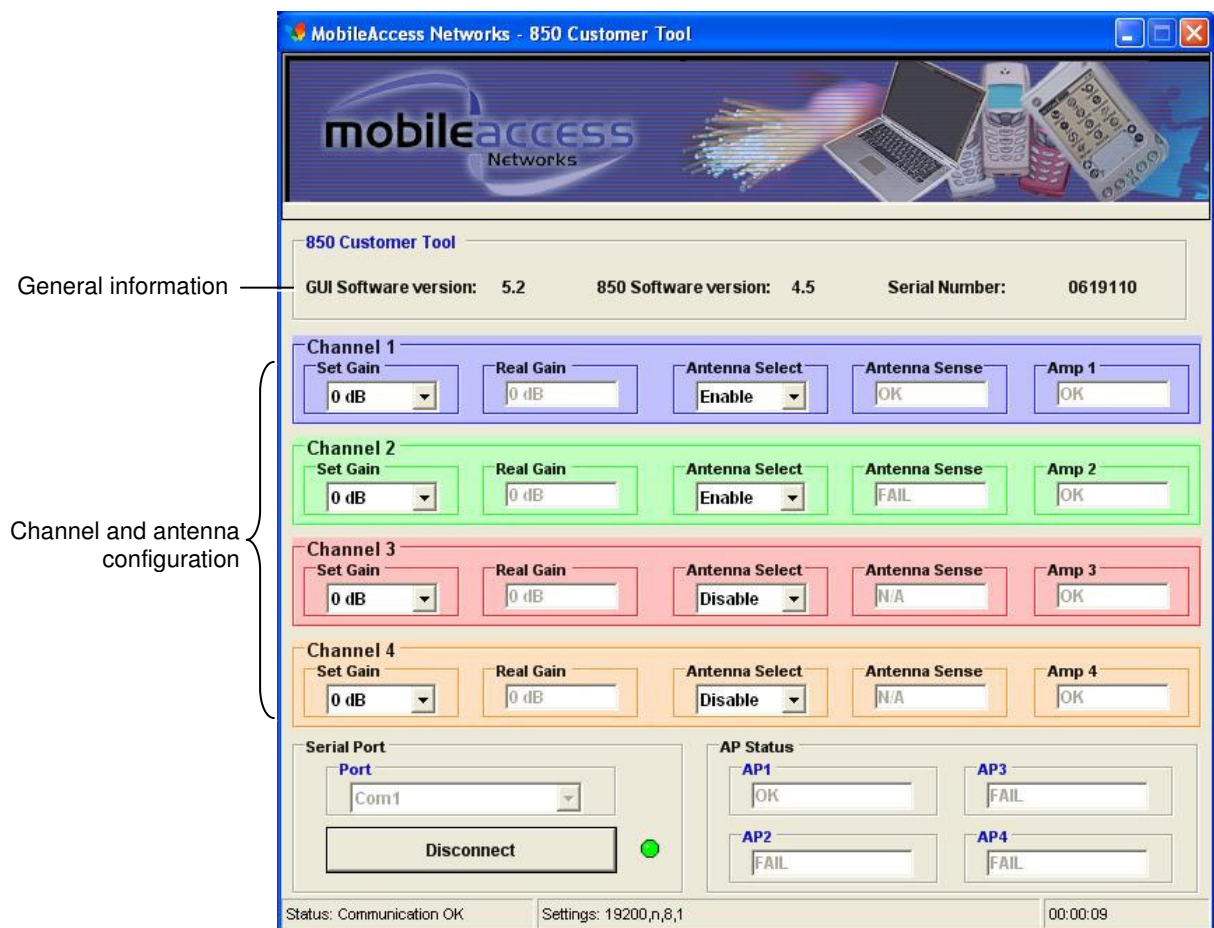 MobileAccess Networks - 850 Customer Tool
mobileaccess
Networks
850 Customer Tool
General information
GUI Software version: 5.2 850 Software version: 4.5 Serial Number: 0619110
Channel 1
Set Gain Real Gain Antenna Select Antenna Sense Amp 1
0 dB 0 dB Enable OK OK
Channel 2
Set Gain Real Gain Antenna Select Antenna Sense Amp 2
0 dB 0 dB Enable FAIL OK
Channel and antenna
configuration
Channel 3
Set Gain Real Gain Antenna Select Antenna Sense Amp 3
0 dB 0 dB Disable N/A OK
Channel 4
Set Gain Real Gain Antenna Select Antenna Sense Amp 4
0 dB 0 dB Disable N/A OK
Serial Port AP Status
Port AP1 AP3
Com1 OK FAIL
Disconnect AP2 AP4
FAIL FAIL
Status: Communication OK Settings: 19200,n,8,1 00:00:09